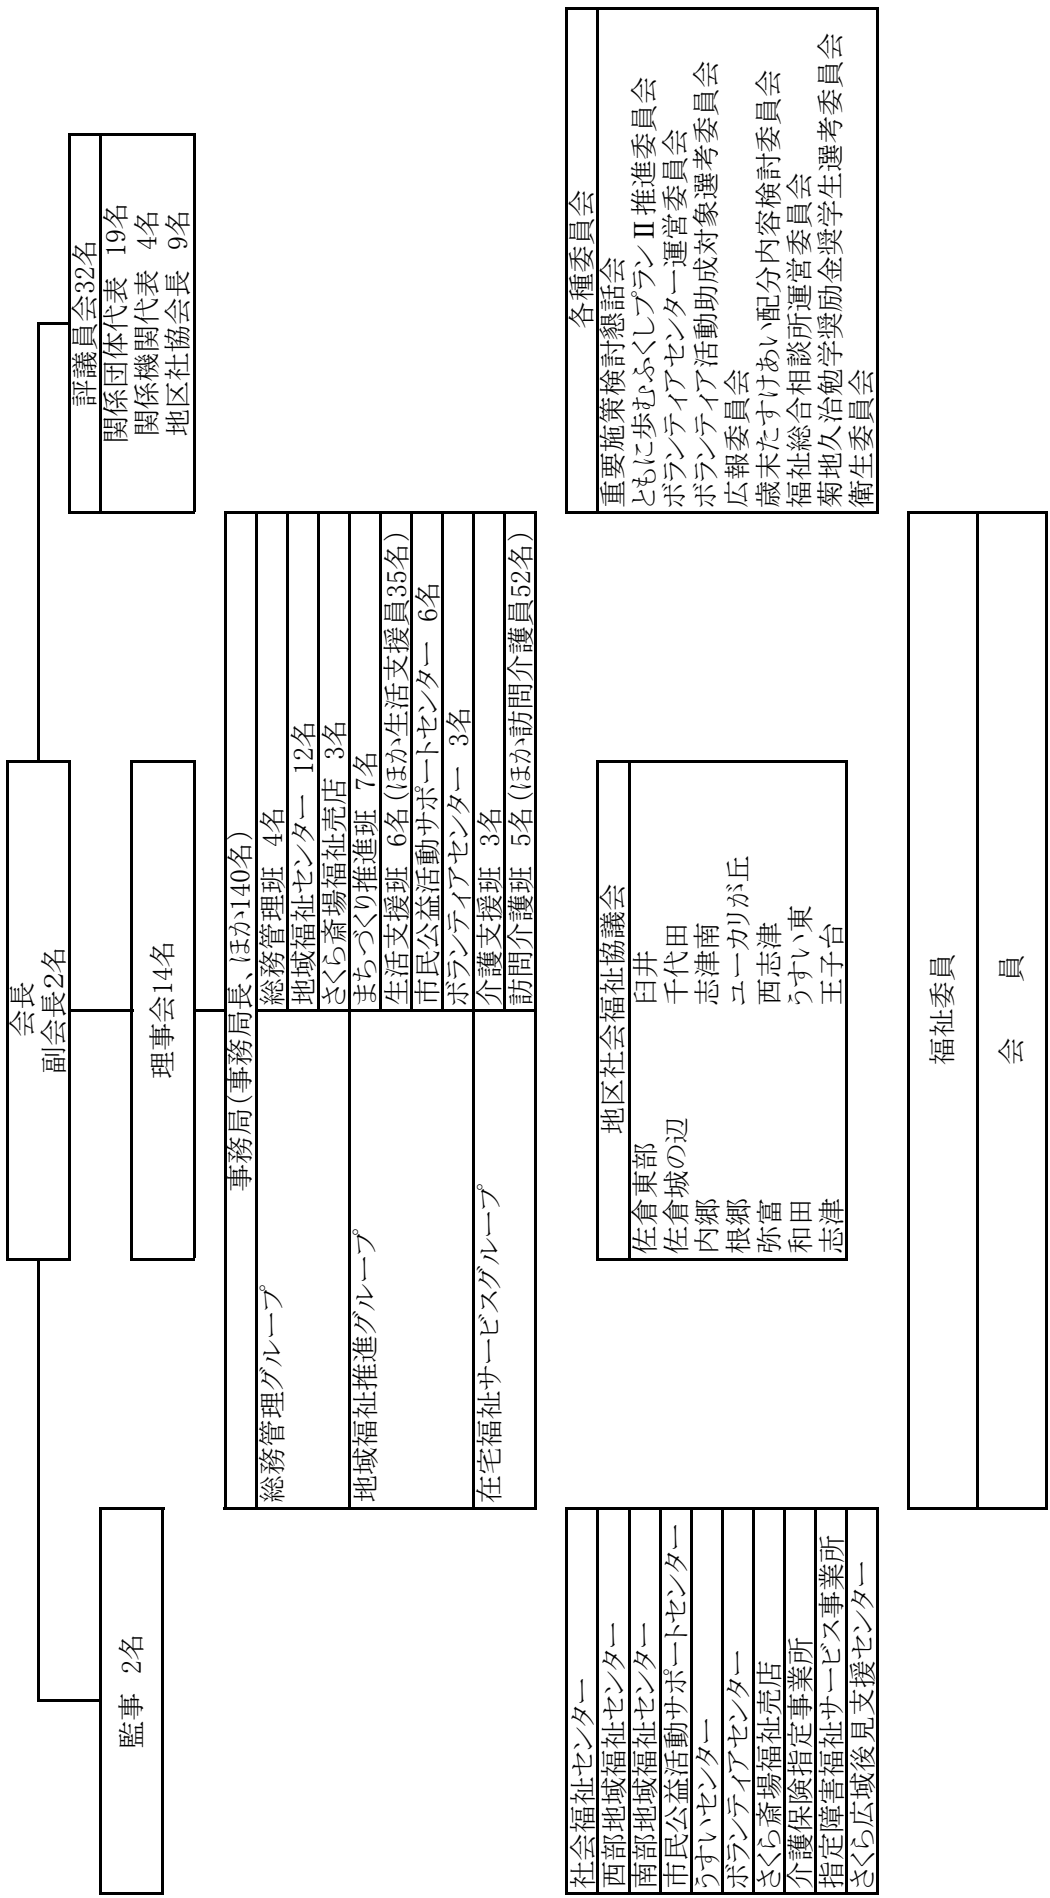 会長
副会長2名
監事　2名
理事会14名
評議員会32名
関係団体代表　19名
関係機関代表　4名
地区社協会長　9名
事務局（事務局長、ほか140名）
総務管理グループ
総務管理班　4名
地域福祉センター　12名
さくら斎場福祉売店　3名
地域福祉推進グループ
まちづくり推進班　7名
生活支援班　6名（ほか生活支援員35名）
市民公益活動サポートセンター　6名
ボランティアセンター　3名
在宅福祉サービスグループ
介護支援班　3名
訪問介護班　5名（ほか訪問介護員52名）
社会福祉センター
西部地域福祉センター
南部地域福祉センター
市民公益活動サポートセンター
うすいセンター
ボランティアセンター
さくら斎場福祉売店
介護保険指定事業所
指定障害福祉サービス事業所
さくら広域後見支援センター
地区社会福祉協議会
佐倉東部　臼井
佐倉城の辺　千代田
内郷　志津南
根郷　ユーカリが丘
弥富　西志津
和田　うすい東
志津　王子台
各種委員会
重要施策検討懇話会
ともに歩むふくしプランⅡ推進委員会
ボランティアセンター運営委員会
ボランティア活動助成対象選考委員会
広報委員会
歳末たすけあい配分内容検討委員会
福祉総合相談所運営委員会
菊地久治勉学奨励金奨学生選考委員会
衛生委員会
福祉委員
会　　員